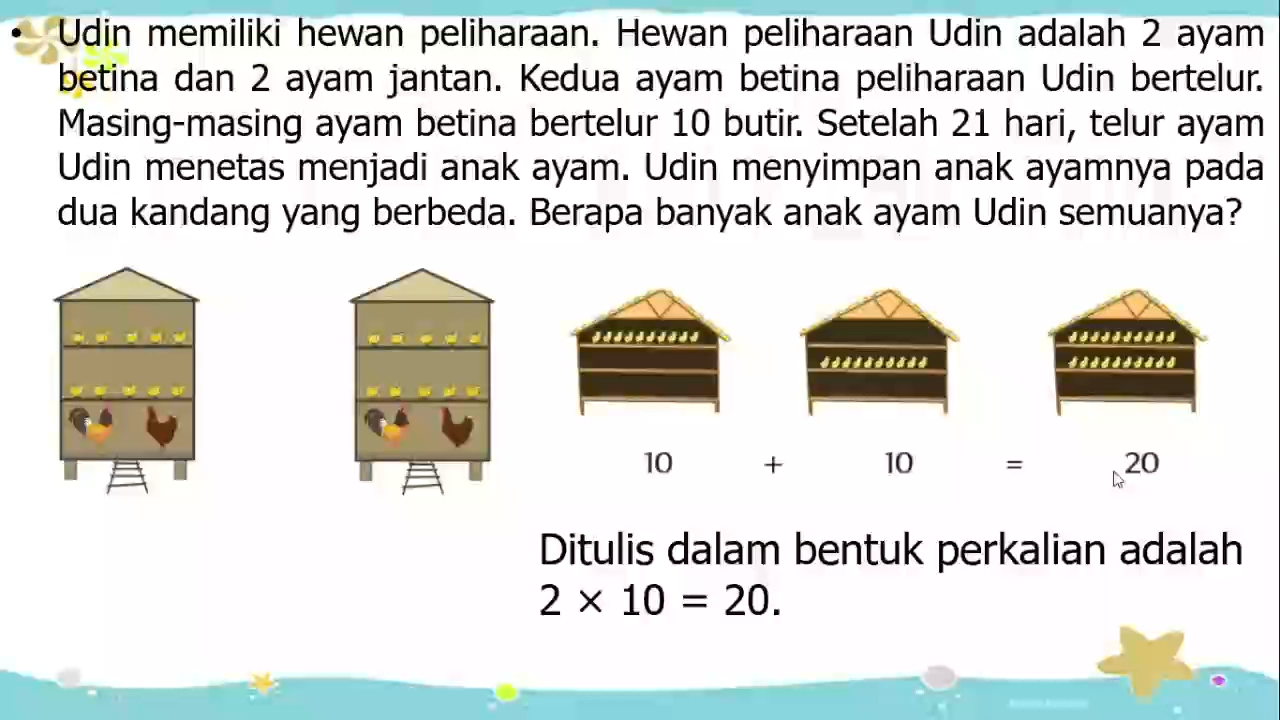 • Udin memiliki hewan peliharaan. Hewan peliharaan Udin adalah 2 ayam
betina dan 2 ayam jantan. Kedua ayam betina peliharaan Udin bertelur.
Masing-masing ayam betina bertelur 10 butir. Setelah 21 hari, telur ayam
Udin menetas menjadi anak ayam. Udin menyimpan anak ayamnya pada
dua kandang yang berbeda. Berapa banyak anak ayam Udin semuanya?
10 + 10 = 20
Ditulis dalam bentuk perkalian adalah
2 × 10 = 20.